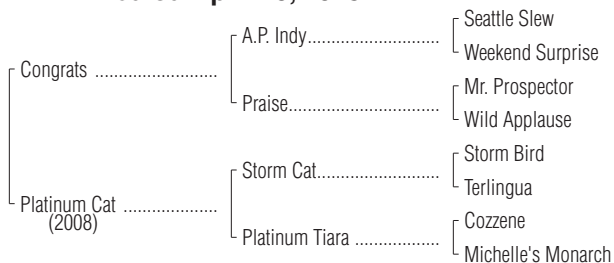 Seattle Slew
A.P. Indy........................................
Weekend Surprise
Congrats .....................................
Mr. Prospector
Praise..............................................
Wild Applause
Storm Bird
Storm Cat.....................................
Terlingua
Platinum Cat ............................
(2008)
Cozzene
Platinum Tiara .........................
Michelle's Monarch